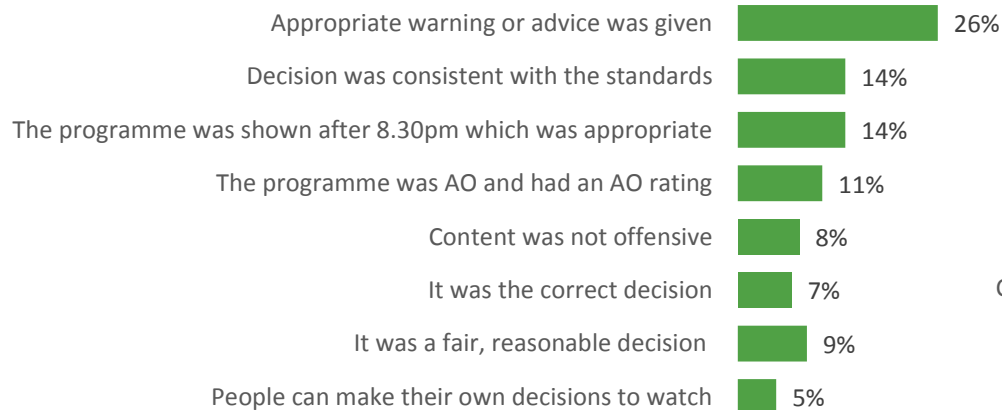 Appropriate warning or advice was given 26%
Decision was consistent with the standards 14%
The programme was shown after 8.30pm which was appropriate 14%
The programme was AO and had an AO rating 11%
Content was not offensive 8%
It was the correct decision 7%
It was a fair, reasonable decision 9%
People can make their own decisions to watch 5%